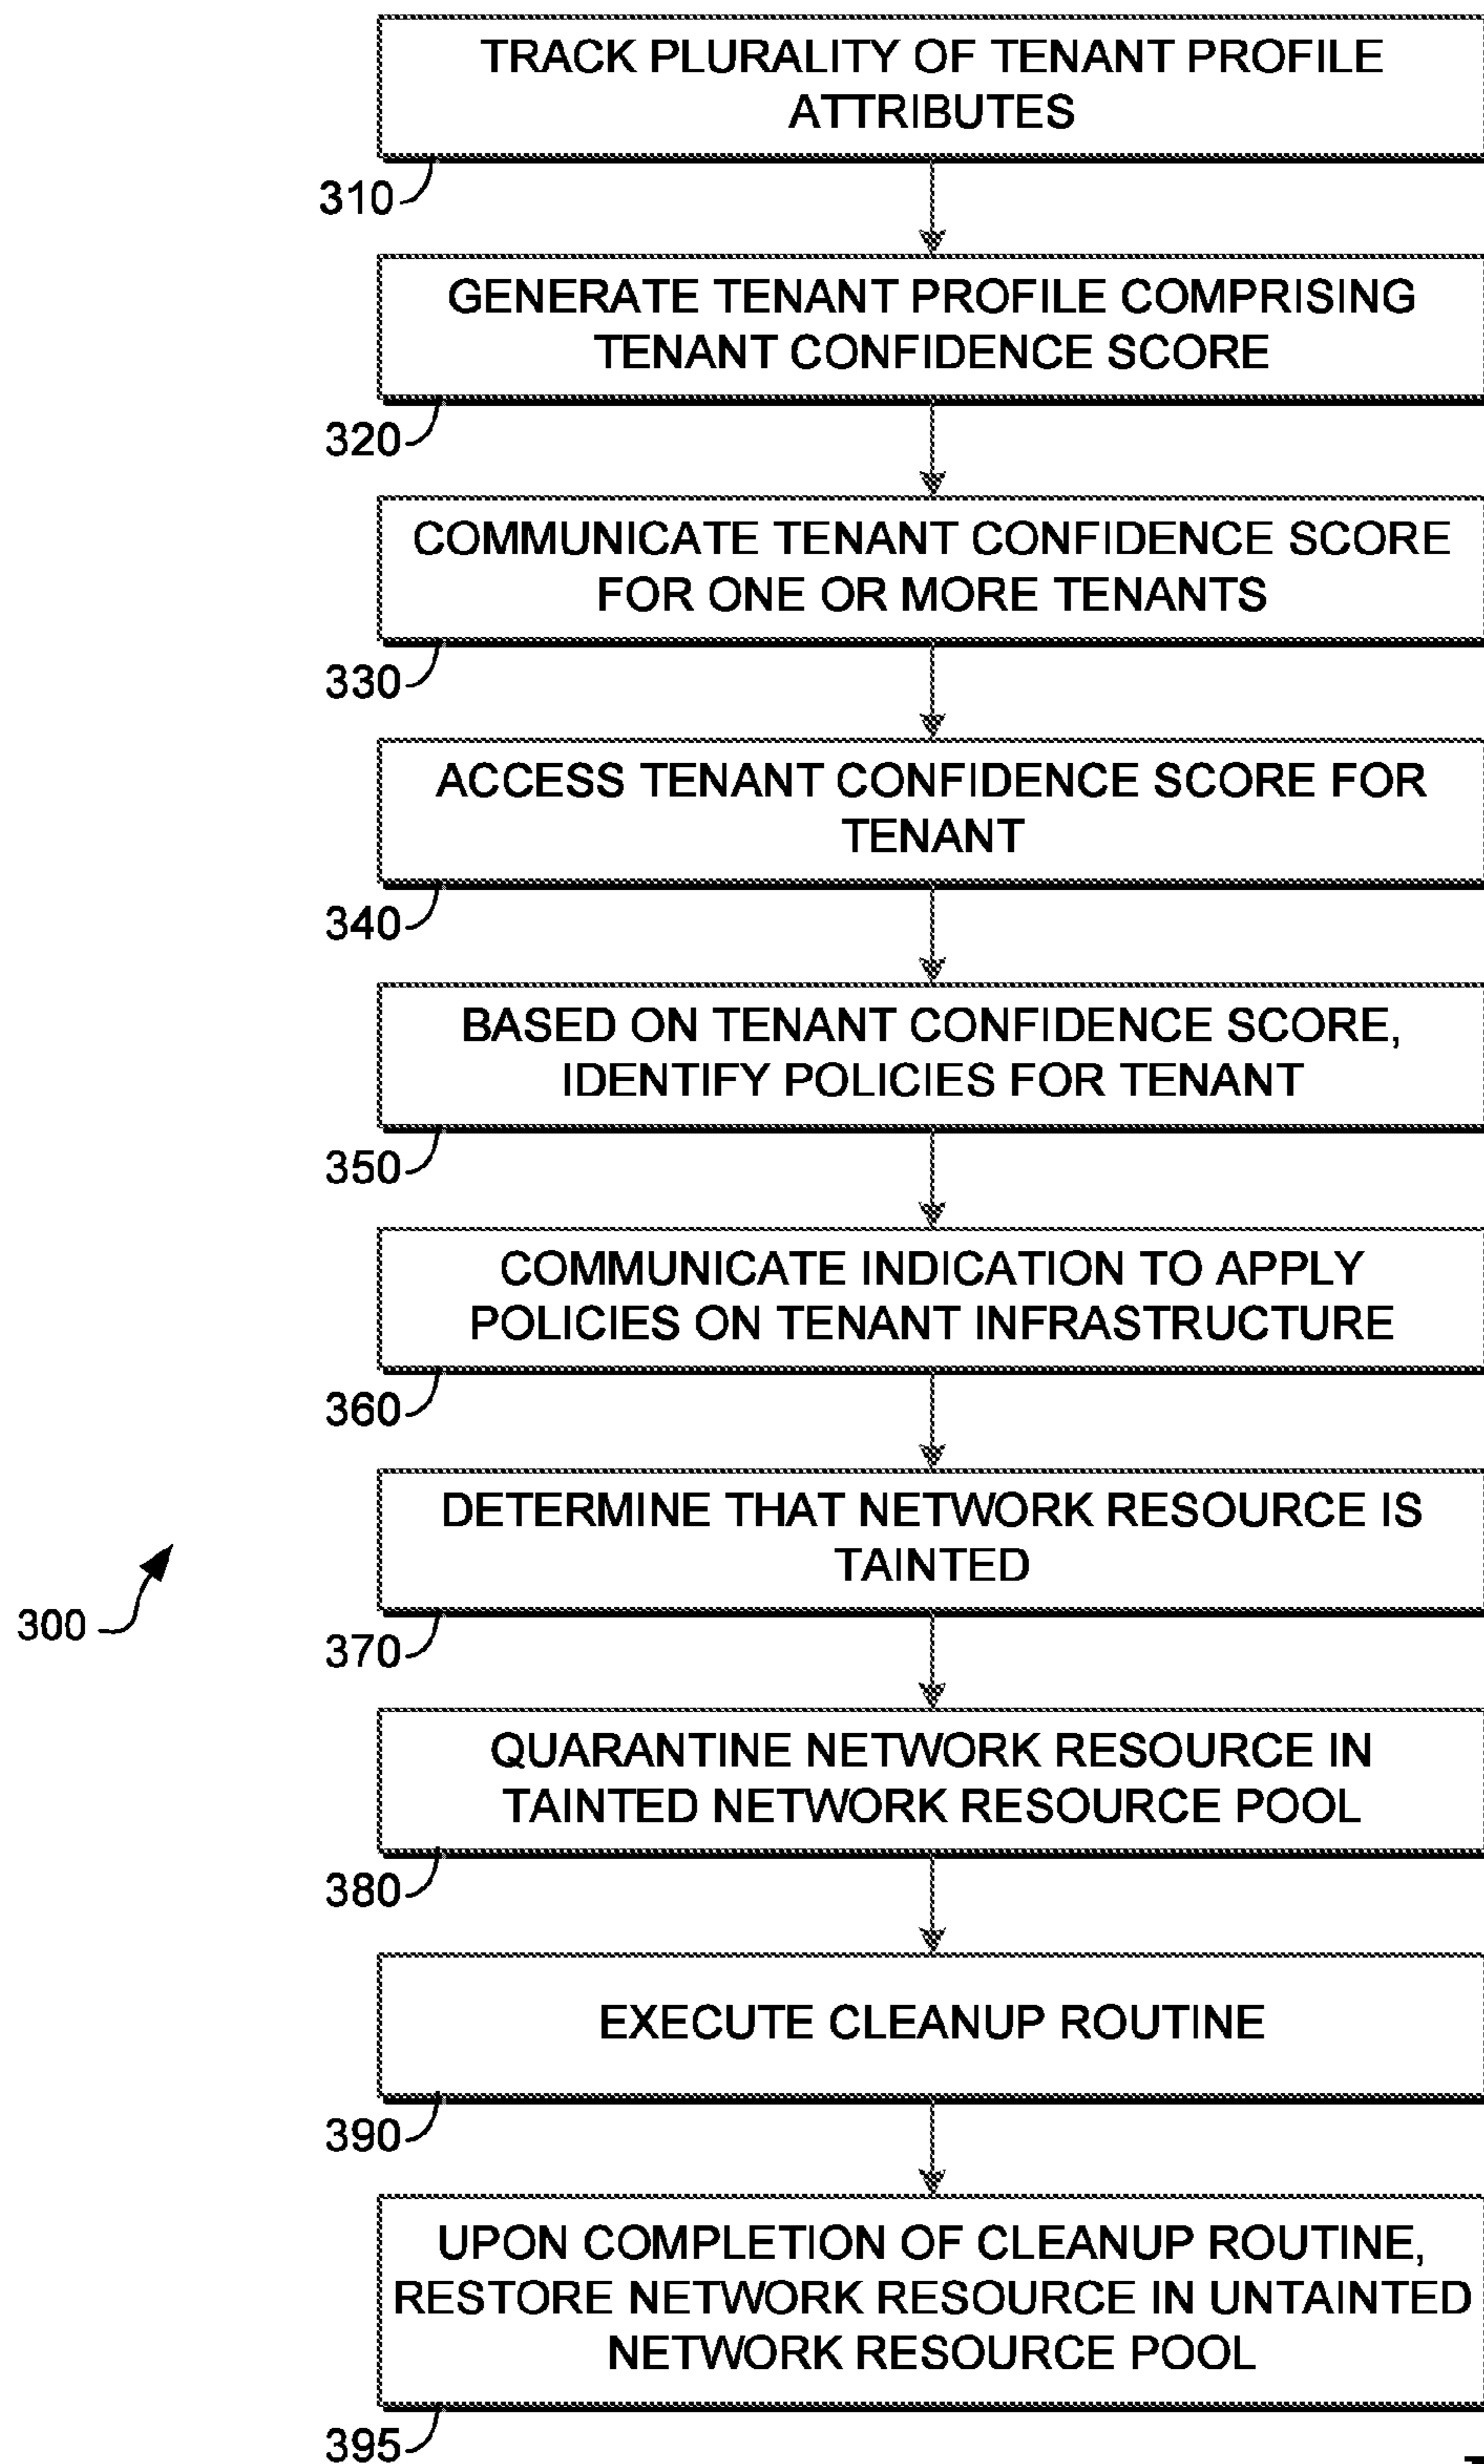 TRACK PLURALITY OF TENANT PROFILE
ATTRIBUTES
310
GENERATE TENANT PROFILE COMPRISING
TENANT CONFIDENCE SCORE
320
COMMUNICATE TENANT CONFIDENCE SCORE
FOR ONE OR MORE TENANTS
330
ACCESS TENANT CONFIDENCE SCORE FOR
TENANT
340
BASED ON TENANT CONFIDENCE SCORE,
IDENTIFY POLICIES FOR TENANT
350
COMMUNICATE INDICATION TO APPLY
POLICIES ON TENANT INFRASTRUCTURE
360
DETERMINE THAT NETWORK RESOURCE IS
TAINTED
300
370
QUARANTINE NETWORK RESOURCE IN
TAINTED NETWORK RESOURCE POOL
380
EXECUTE CLEANUP ROUTINE
390
UPON COMPLETION OF CLEANUP ROUTINE,
RESTORE NETWORK RESOURCE IN UNTAINTED
NETWORK RESOURCE POOL
395